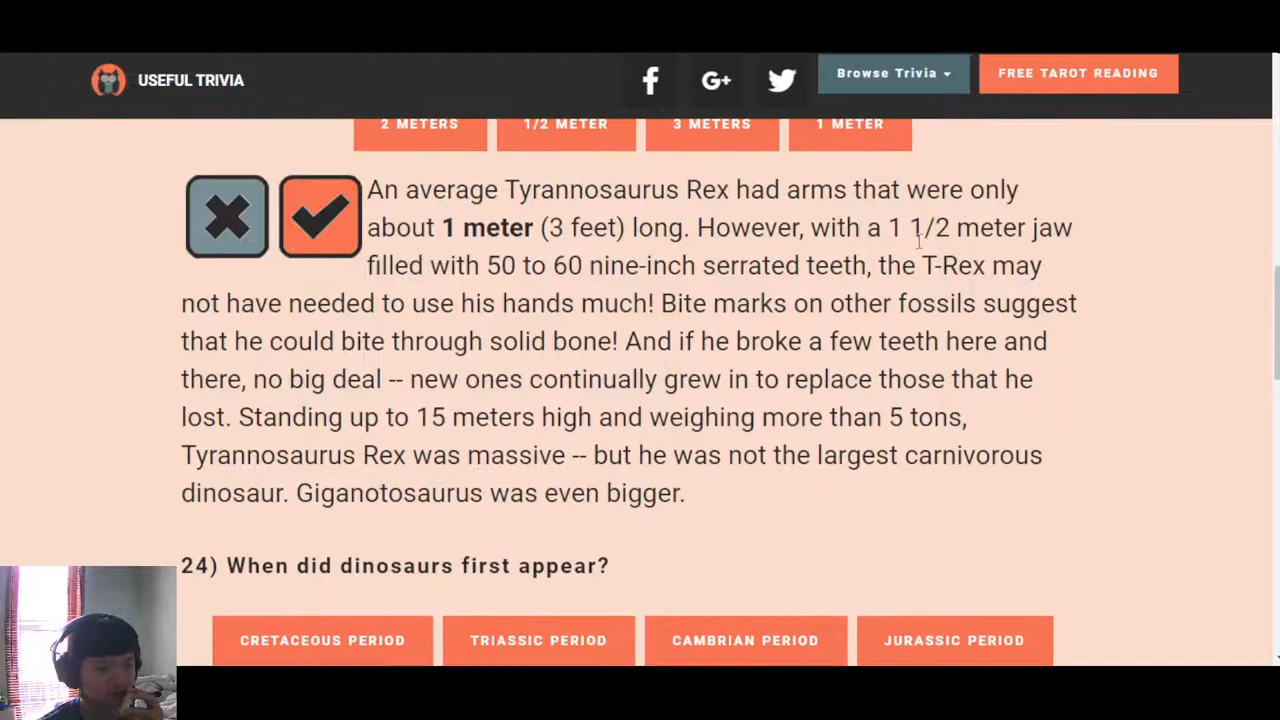 USEFUL TRIVIA
f G+ Browse Trivia FREE TAROT READING
2 METERS 1/2 METER 3 METERS 1 METER
An average Tyrannosaurus Rex had arms that were only
about 1 meter (3 feet) long. However, with a 1 1/2 meter jaw
filled with 50 to 60 nine-inch serrated teeth, the T-Rex may
not have needed to use his hands much! Bite marks on other fossils suggest
that he could bite through solid bone! And if he broke a few teeth here and
there, no big deal -- new ones continually grew in to replace those that he
lost. Standing up to 15 meters high and weighing more than 5 tons,
Tyrannosaurus Rex was massive -- but he was not the largest carnivorous
dinosaur. Giganotosaurus was even bigger.
24) When did dinosaurs first appear?
CRETACEOUS PERIOD TRIASSIC PERIOD CAMBRIAN PERIOD JURASSIC PERIOD